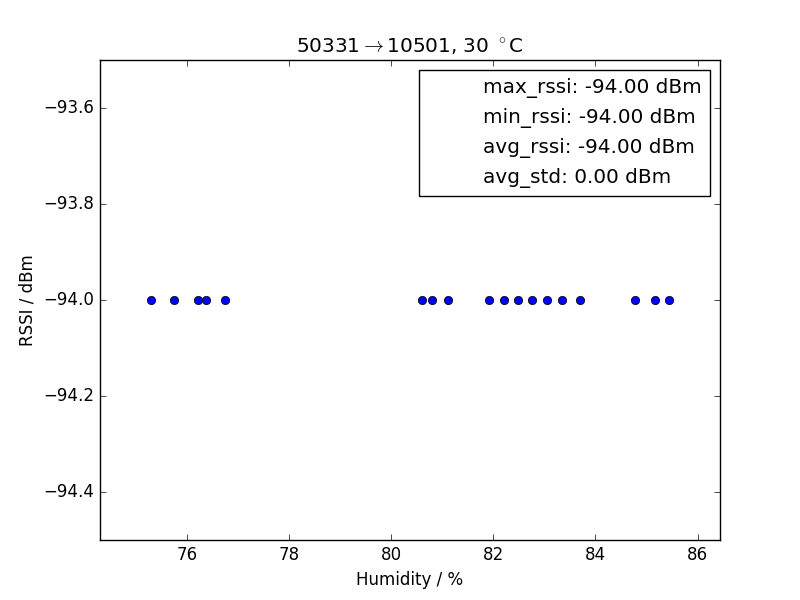 50331→10501, 30 °C
max_rssi: -94.00 dBm
min_rssi: -94.00 dBm
avg_rssi: -94.00 dBm
avg_std: 0.00 dBm
−93.6
−93.8
−94.0
−94.2
−94.4
RSSI / dBm
76 78 80 82 84 86
Humidity / %